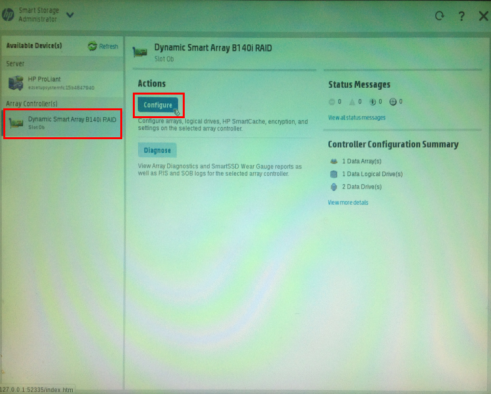 hp
Smart Storage
Administrator
?
X
Available Device(s)
Refresh
Dynamic Smart Array B140i RAID
Slot 0b
Server
HP ProLiant
Array Controller(s)
Dynamic Smart Array B140i RAID
Slot 0b
Actions
Configure
Configure arrays, logical drives, HP SmartCache, encryption, and
settings on the selected array controller.
Diagnose
View Array Diagnostics and SmartSSD Wear Gauge reports as
well as PIS and SOB logs for the selected array controller.
Status Messages
0 0 0 0
View all status messages
Controller Configuration Summary
1 Data Array(s)
1 Data Logical Drive(s)
2 Data Drive(s)
View more details
127.0.0.1:52335/index.htm